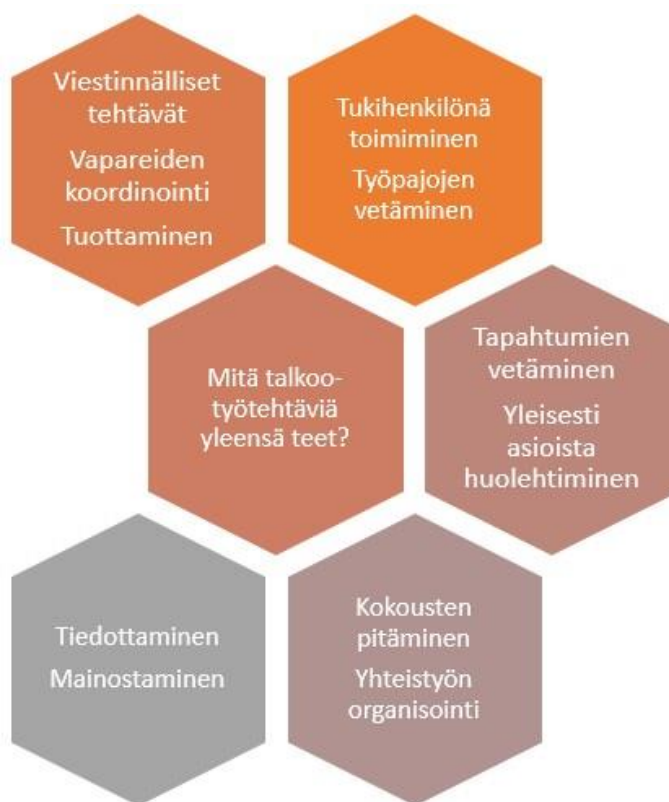 Viestinnälliset
tehtävät
Vapareiden
koordinointi
Tuottaminen
Tukihenkilönä
toimiminen
Työpajojen
vetäminen
Mitä talkoo-
työtehtäviä
yleensä teet?
Tapahtumien
vetäminen
Yleisesti
asioista
huolehtiminen
Tiedottaminen
Mainostaminen
Kokousten
pitäminen
Yhteistyön
organisointi